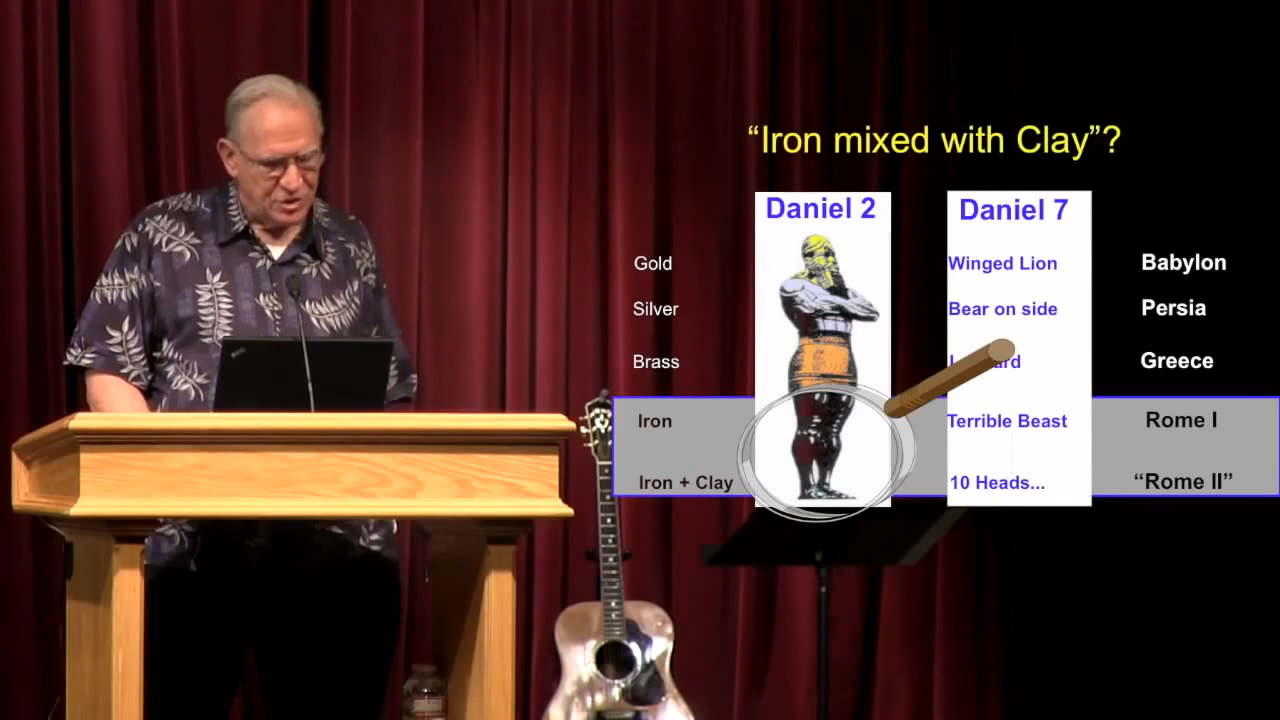 “Iron mixed with Clay”?
Daniel 2
Daniel 7
Gold
Winged Lion
Babylon
Silver
Bear on side
Persia
Brass
Greece
Iron
Terrible Beast
Rome I
Iron + Clay
10 Heads...
“Rome II”